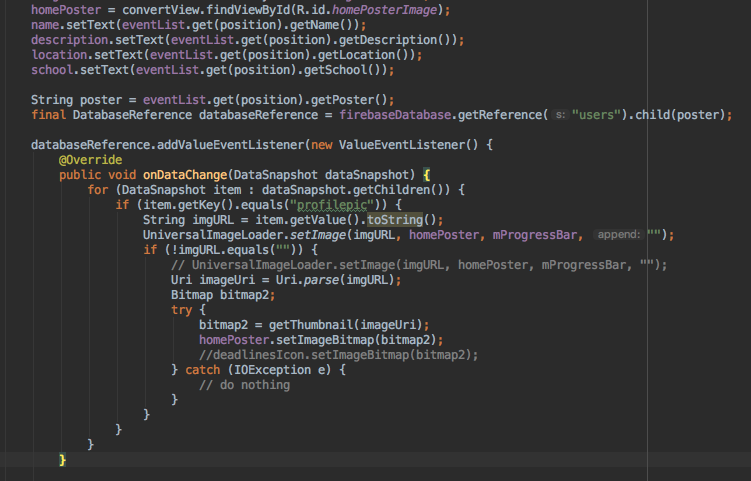 homePoster = convertView.findViewById(R.id.homePosterImage);
name.setText(eventList.get(position).getName());
description.setText(eventList.get(position).getDescription());
location.setText(eventList.get(position).getLocation());
school.setText(eventList.get(position).getSchool());
String poster = eventList.get(position).getPoster();
final DatabaseReference databaseReference = firebaseDatabase.getReference( s: "users").child(poster);
databaseReference.addValueEventListener(new ValueEventListener() {
@Override
public void onDataChange(DataSnapshot dataSnapshot) {
for (DataSnapshot item : dataSnapshot.getChildren()) {
if (item.getKey().equals("profilepic")) {
String imgURL = item.getValue().toString();
UniversalImageLoader.setImage(imgURL, homePoster, mProgressBar, append: "");
if (!imgURL.equals("")) {
// UniversalImageLoader.setImage(imgURL, homePoster, mProgressBar, "");
Uri imageUri = Uri.parse(imgURL);
Bitmap bitmap2;
try {
bitmap2 = getThumbnail(imageUri);
homePoster.setImageBitmap(bitmap2);
//deadlinesIcon.setImageBitmap(bitmap2);
} catch (IOException e) {
// do nothing
}
}
}
}
}